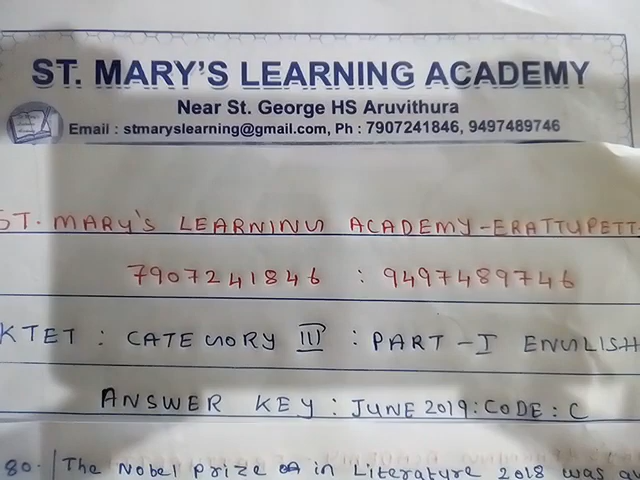 ST. MARY'S LEARNING ACADEMY
Near St. George HS Aruvithura
Email : stmaryslearning@gmail.com, Ph : 7907241846, 9497489746
ST. MARY'S LEARNING ACADEMY-ERATTUPETT
7907241846 : 9497489746
KTET : CATEGORY III : PART-I ENGLISH
ANSWER KEY : JUNE 2019 : CODE : C
80. The Nobel prize in Literature 2018 was